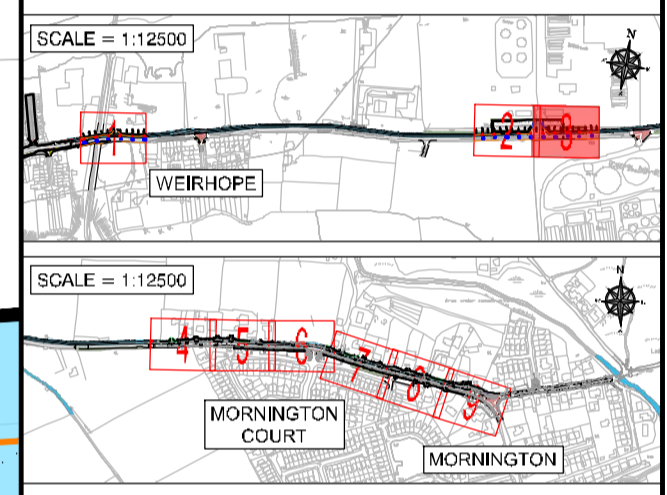 SCALE = 1:12500
N
1
2
3
WEIRHOPE
SCALE = 1:12500
N
4
5
6
7
8
9
MORNINGTON
COURT
MORNINGTON